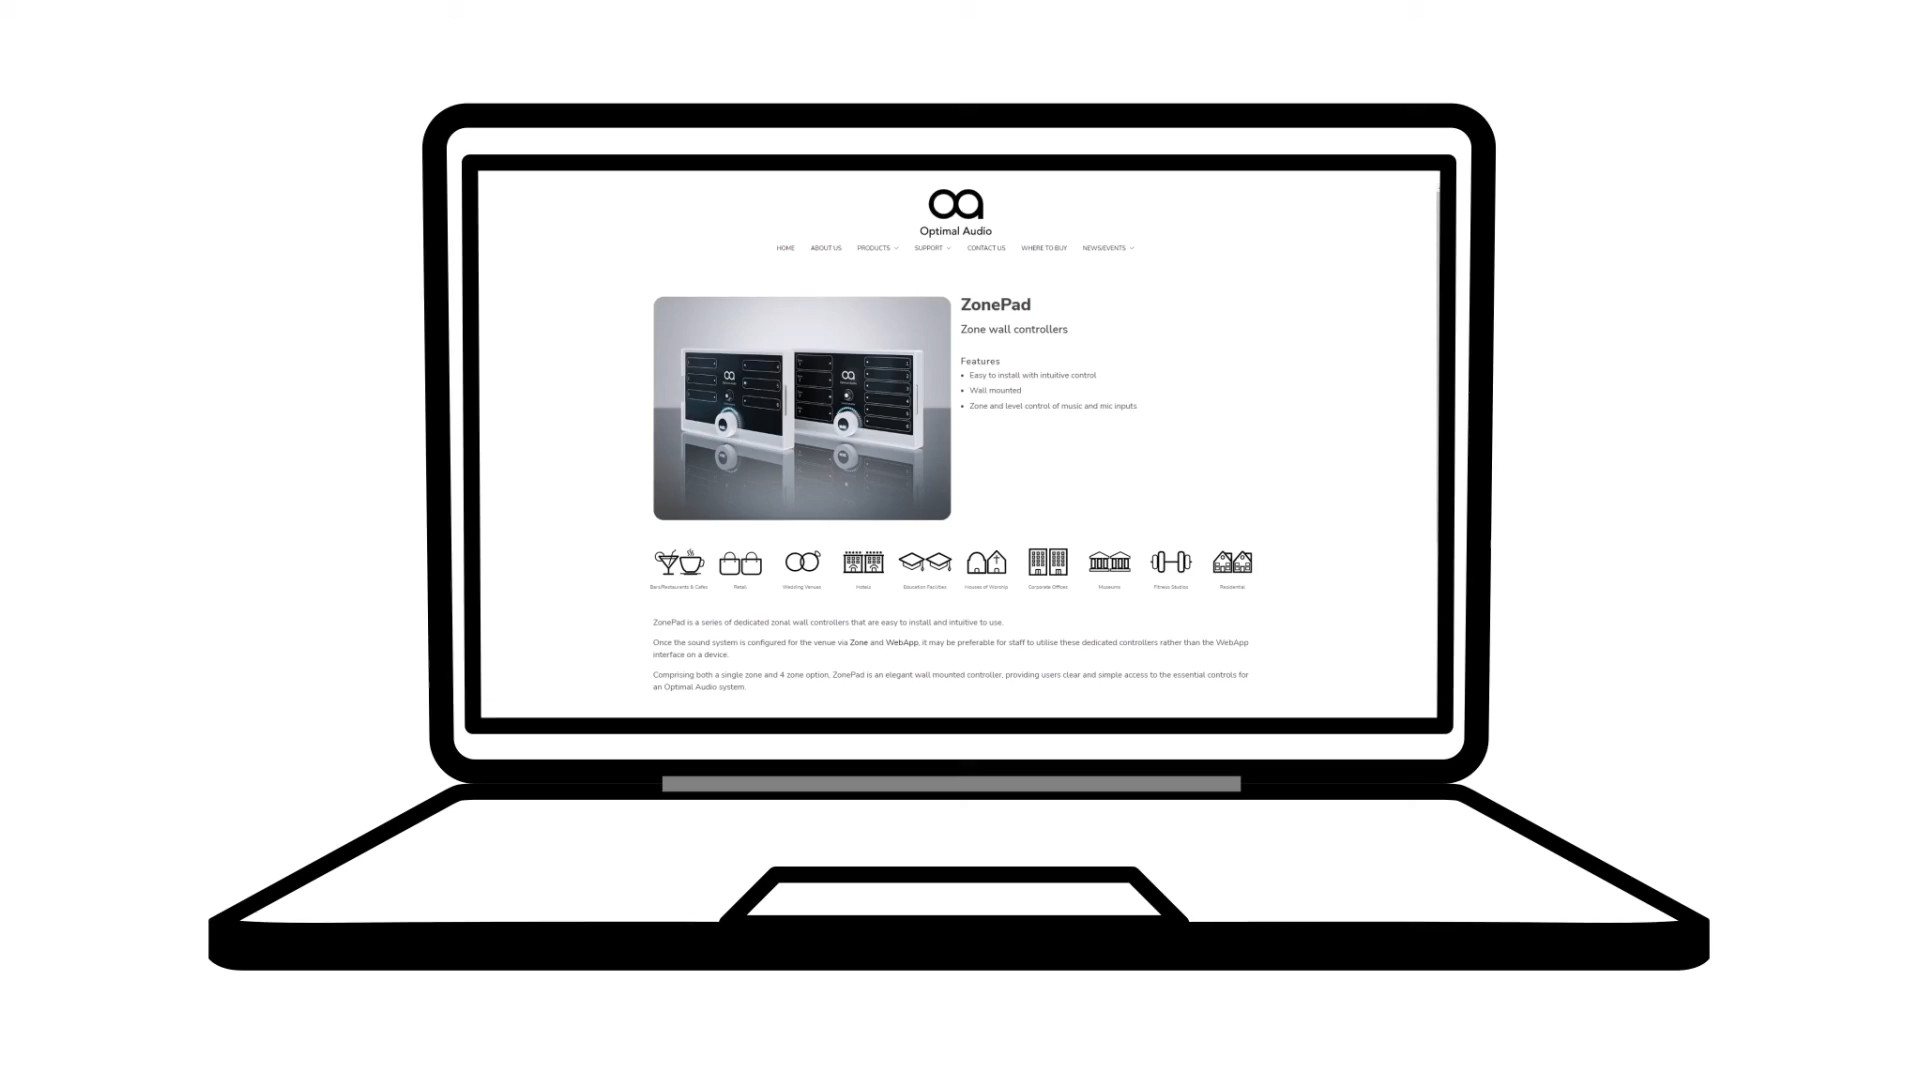 Optimal Audio
HOME ABOUT US PRODUCTS SUPPORT CONTACT US WHERE TO BUY NEWS/EVENTS
ZonePad
Zone wall controllers
Features
• Easy to install with intuitive control
• Wall mounted
• Zone and level control of music and mic inputs
Bars/Restaurants & Cafes Retail Wedding Venues Hotels Education Facilities Houses of Worship Corporate Offices Museums Fitness Studios Residential
ZonePad is a series of dedicated zonal wall controllers that are easy to install and intuitive to use.
Once the sound system is configured for the venue via Zone and WebApp, it may be preferable for staff to utilise these dedicated controllers rather than the WebApp
interface on a device.
Comprising both a single zone and 4 zone option, ZonePad is an elegant wall mounted controller, providing users clear and simple access to the essential controls for
an Optimal Audio system.